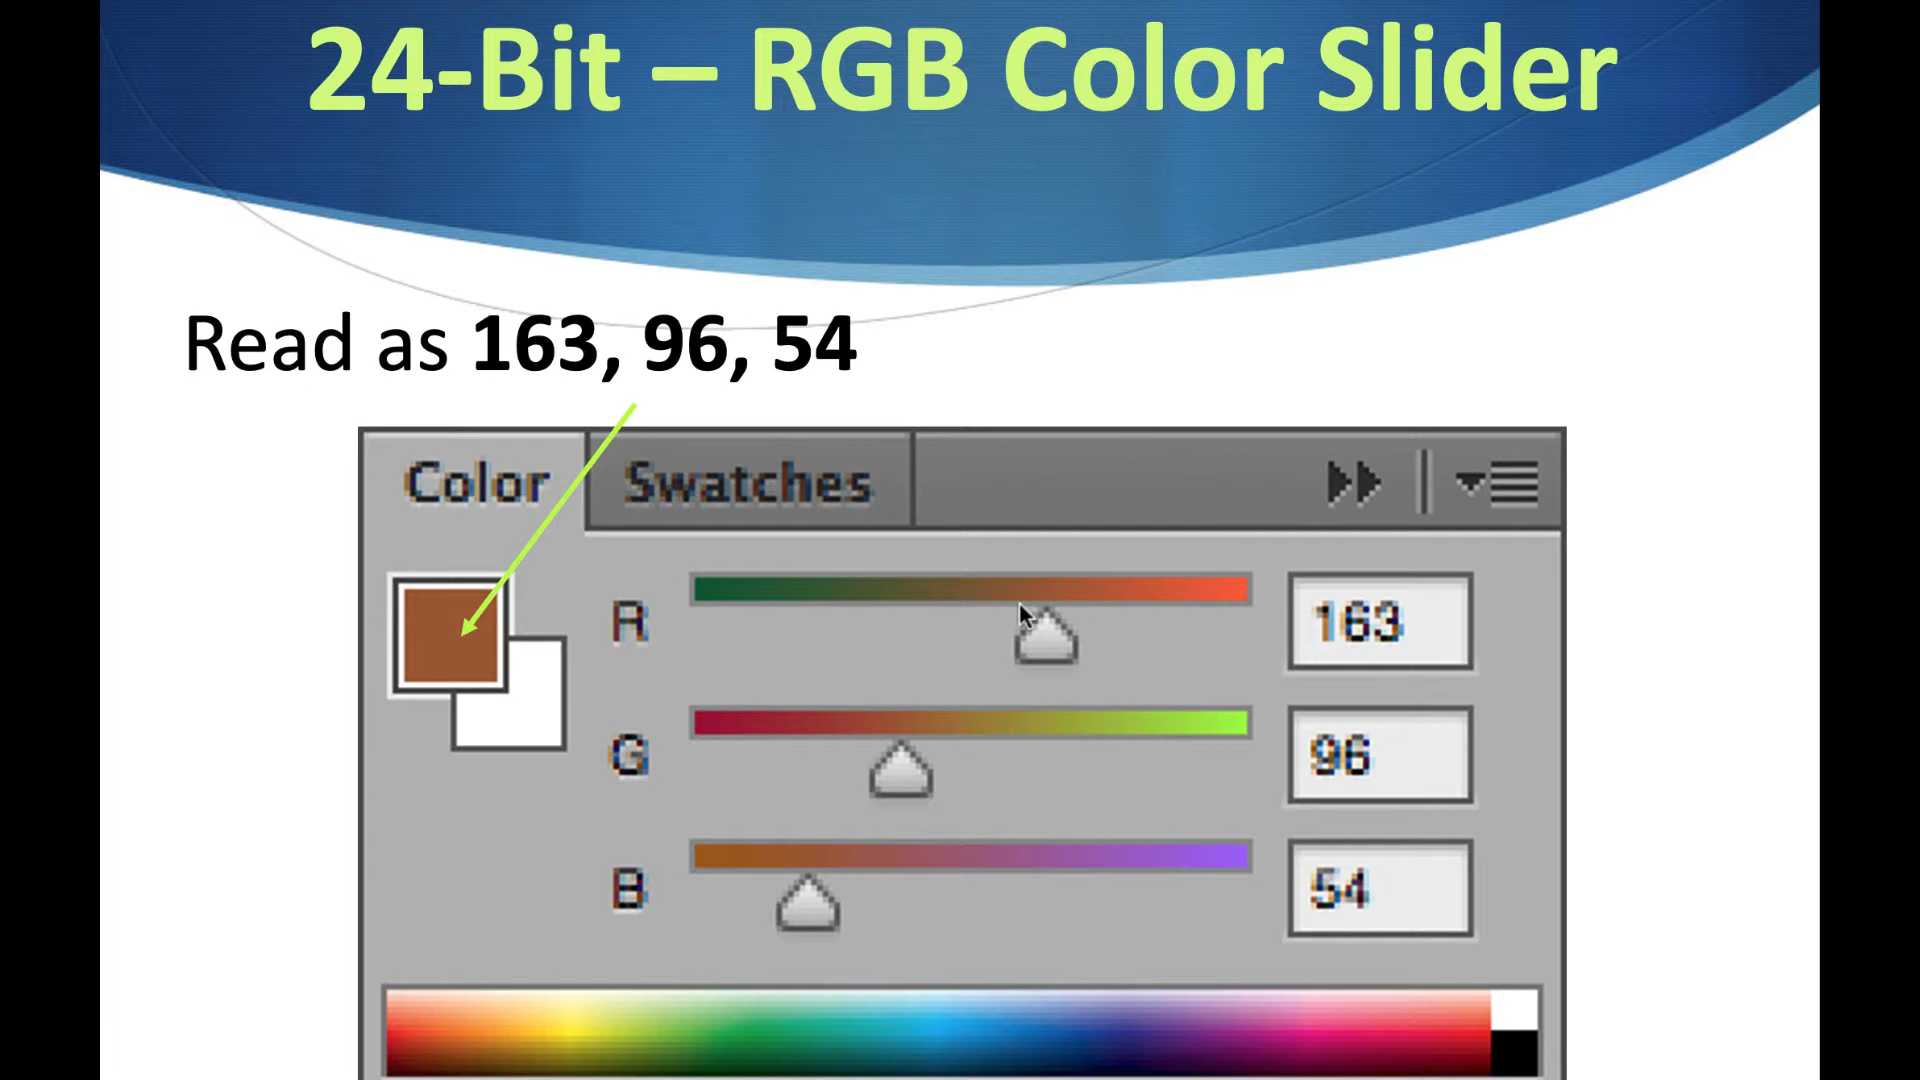 24-Bit – RGB Color Slider
Read as 163, 96, 54
Color Swatches
R 163
G 96
B 54